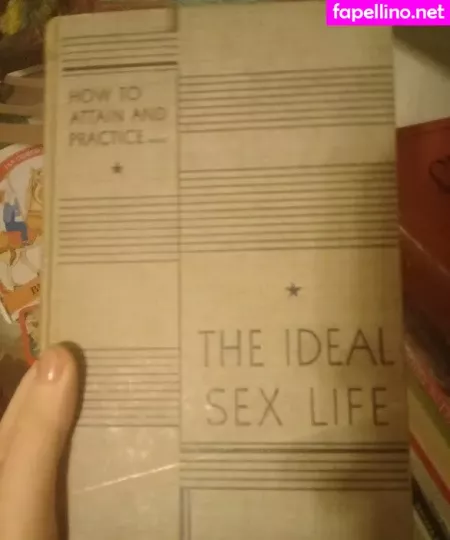 fapellino.net
HOW TO
ATTAIN AND
PRACTICE—
THE IDEAL
SEX LIFE